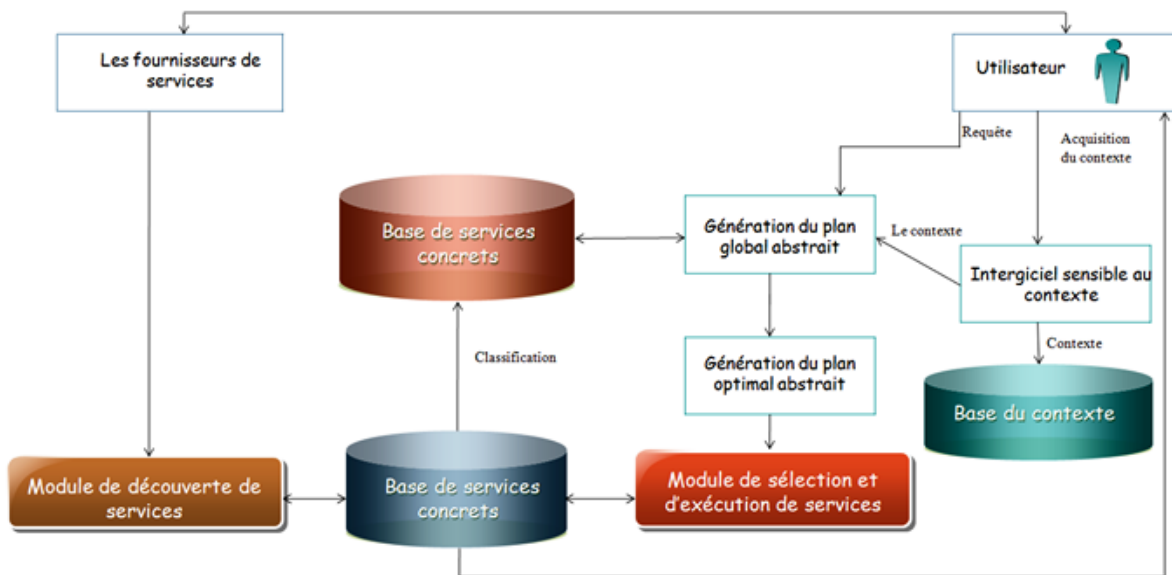 Les fournisseurs de
services
Utilisateur
Requête
Acquisition
du contexte
Base de services
concrets
Génération du plan
global abstrait
Le contexte
Intergiciel sensible au
contexte
Classification
Génération du plan
optimal abstrait
Contexte
Base du contexte
Module de découverte de
services
Base de services
concrets
Module de sélection et
d'exécution de services